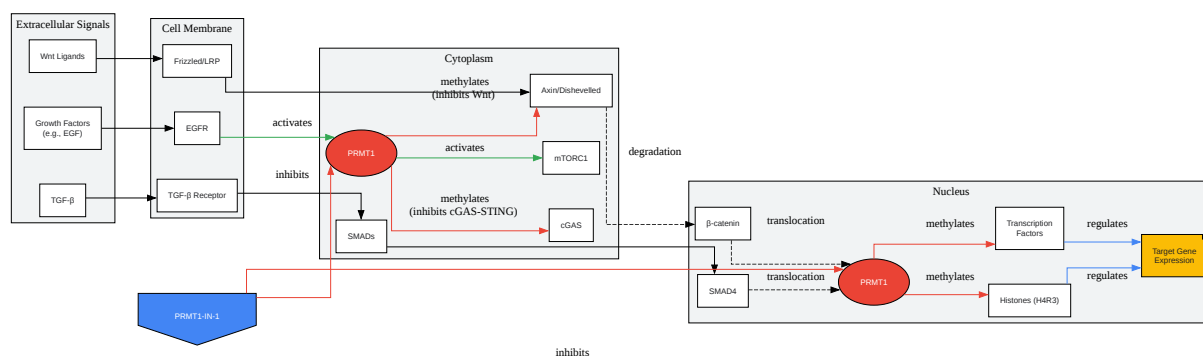 Extracellular Signals
Wnt Ligands
Growth Factors
(e.g., EGF)
TGF-β
Cell Membrane
Frizzled/LRP
EGFR
TGF-β Receptor
activates
inhibits
Cytoplasm
methylates
(inhibits Wnt)
Axin/Dishevelled
PRMT1
activates
mTORC1
methylates
(inhibits cGAS-STING)
cGAS
SMADs
degradation
Nucleus
β-catenin
translocation
SMAD4
translocation
PRMT1
methylates
Transcription
Factors
methylates
Histones (H4R3)
regulates
regulates
Target Gene
Expression
PRMT1-IN-1
inhibits